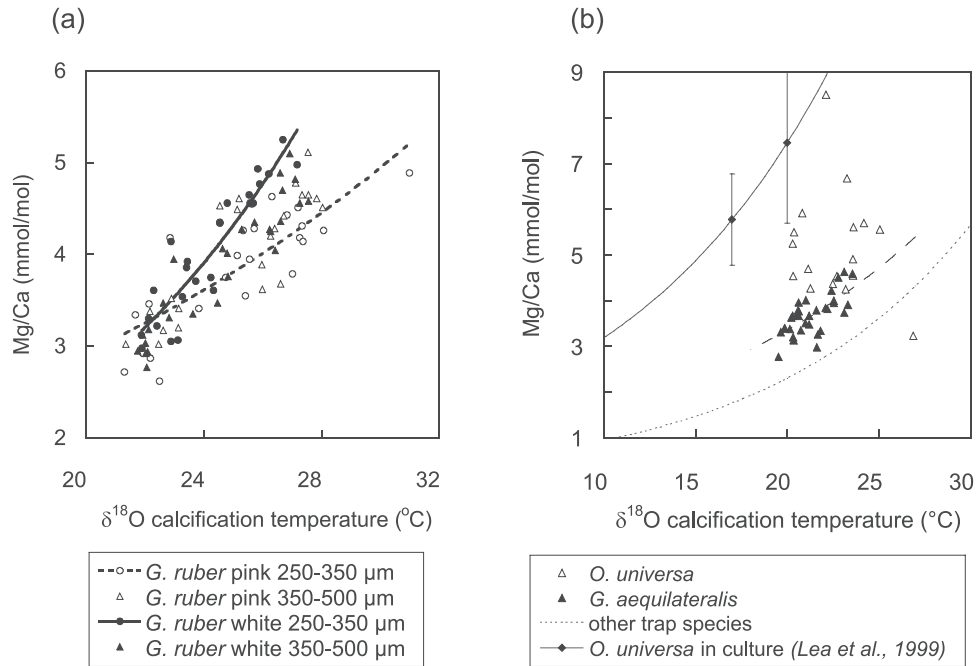 (a)
6
5
4
3
2
20
24
28
32
Mg/Ca (mmol/mol)
δ18O calcification temperature (oC)
G. ruber pink 250-350 µm
G. ruber pink 350-500 µm
G. ruber white 250-350 µm
G. ruber white 350-500 µm
(b)
9
7
5
3
1
10
15
20
25
30
Mg/Ca (mmol/mol)
δ18O calcification temperature (°C)
O. universa
G. aequilateralis
other trap species
O. universa in culture (Lea et al., 1999)